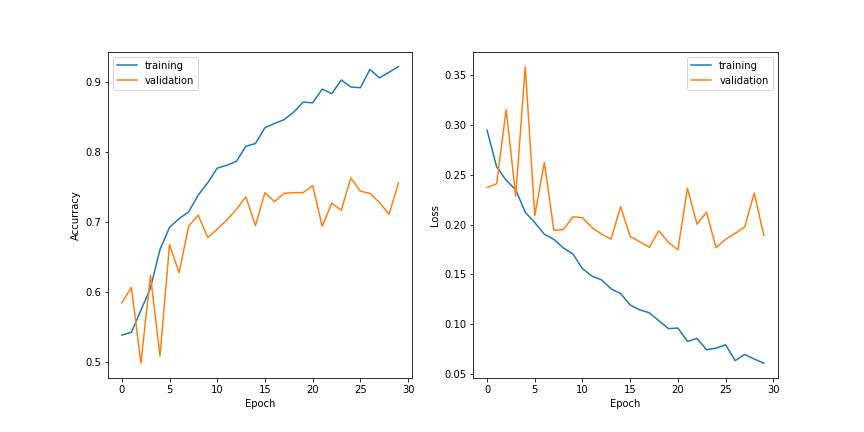 training
validation
0.9
0.8
0.7
0.6
0.5
Accurracy
0 5 10 15 20 25 30
Epoch
training
validation
0.35
0.30
0.25
0.20
0.15
0.10
0.05
Loss
0 5 10 15 20 25 30
Epoch